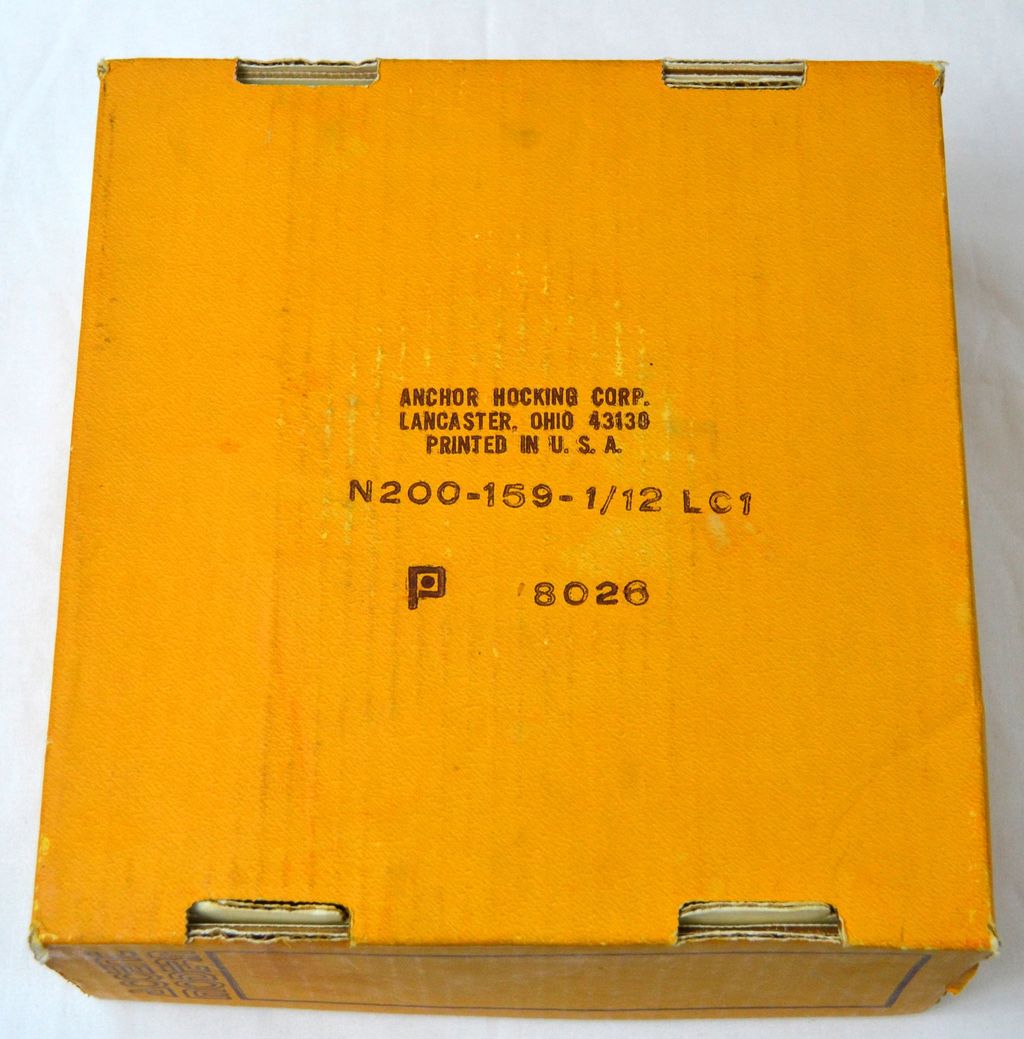 ANCHOR HOCKING CORP.
LANCASTER, OHIO 43130
PRINTED IN U. S. A.
N200-159-1/12 LC1
P 8026